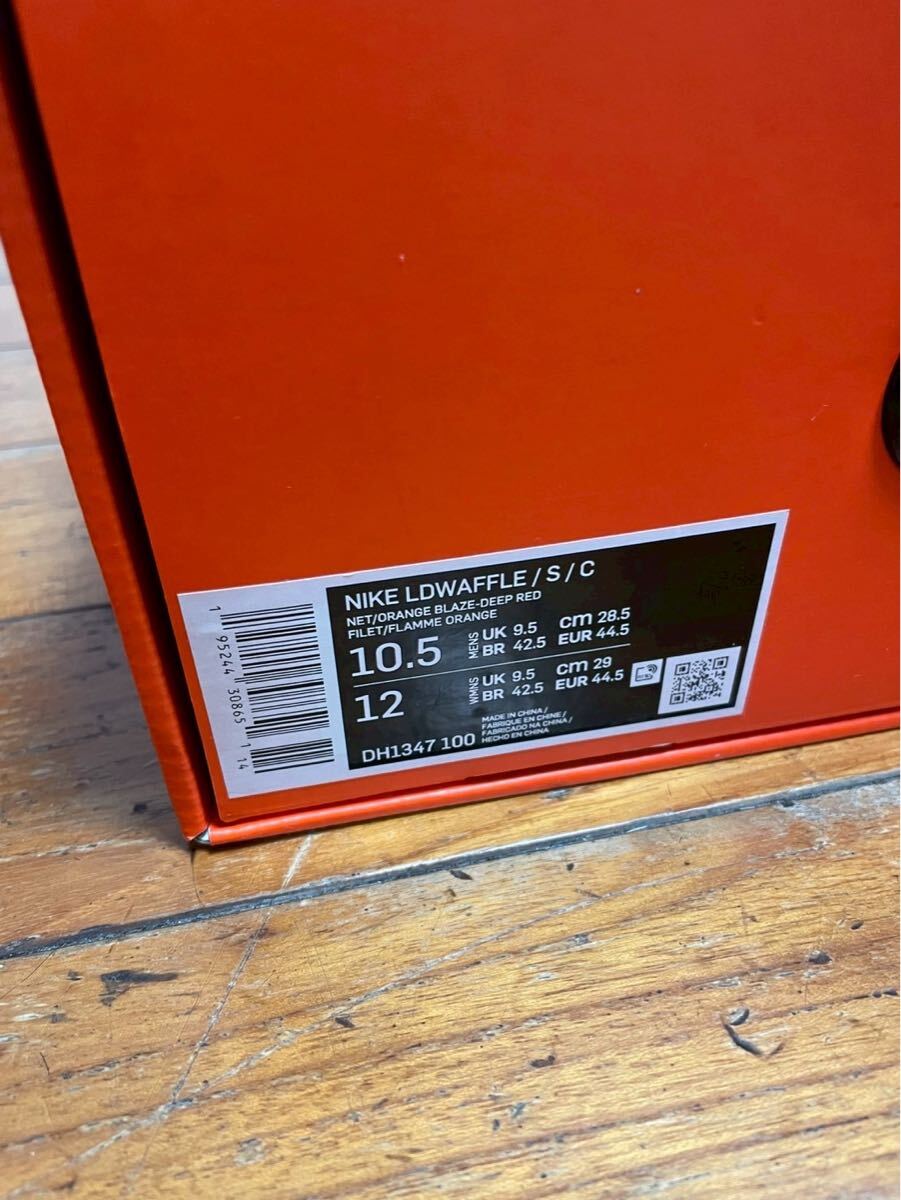 NIKE LDWAFFLE / S / C
NET/ORANGE BLAZE-DEEP RED
FILET/FLAMME ORANGE
10.5 MENS UK 9.5 cm 28.5
BR 42.5 EUR 44.5
12 WMNS UK 9.5 cm 29
BR 42.5 EUR 44.5
DH1347 100
MADE IN CHINA /
FABRIQUE EN CHINE /
FABRICADO NA CHINA /
HECHO EN CHINA
1 95244 30865 14